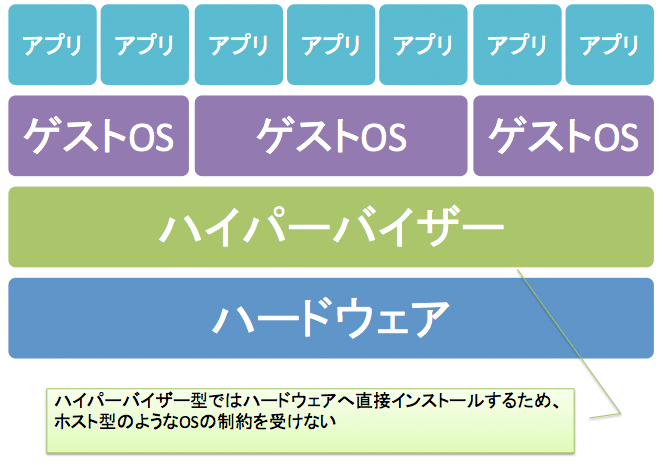 アプリ アプリ アプリ アプリ アプリ アプリ アプリ
ゲストOS ゲストOS ゲストOS
ハイパーバイザー
ハードウェア
ハイパーバイザー型ではハードウェアへ直接インストールするため、
ホスト型のようなOSの制約を受けない